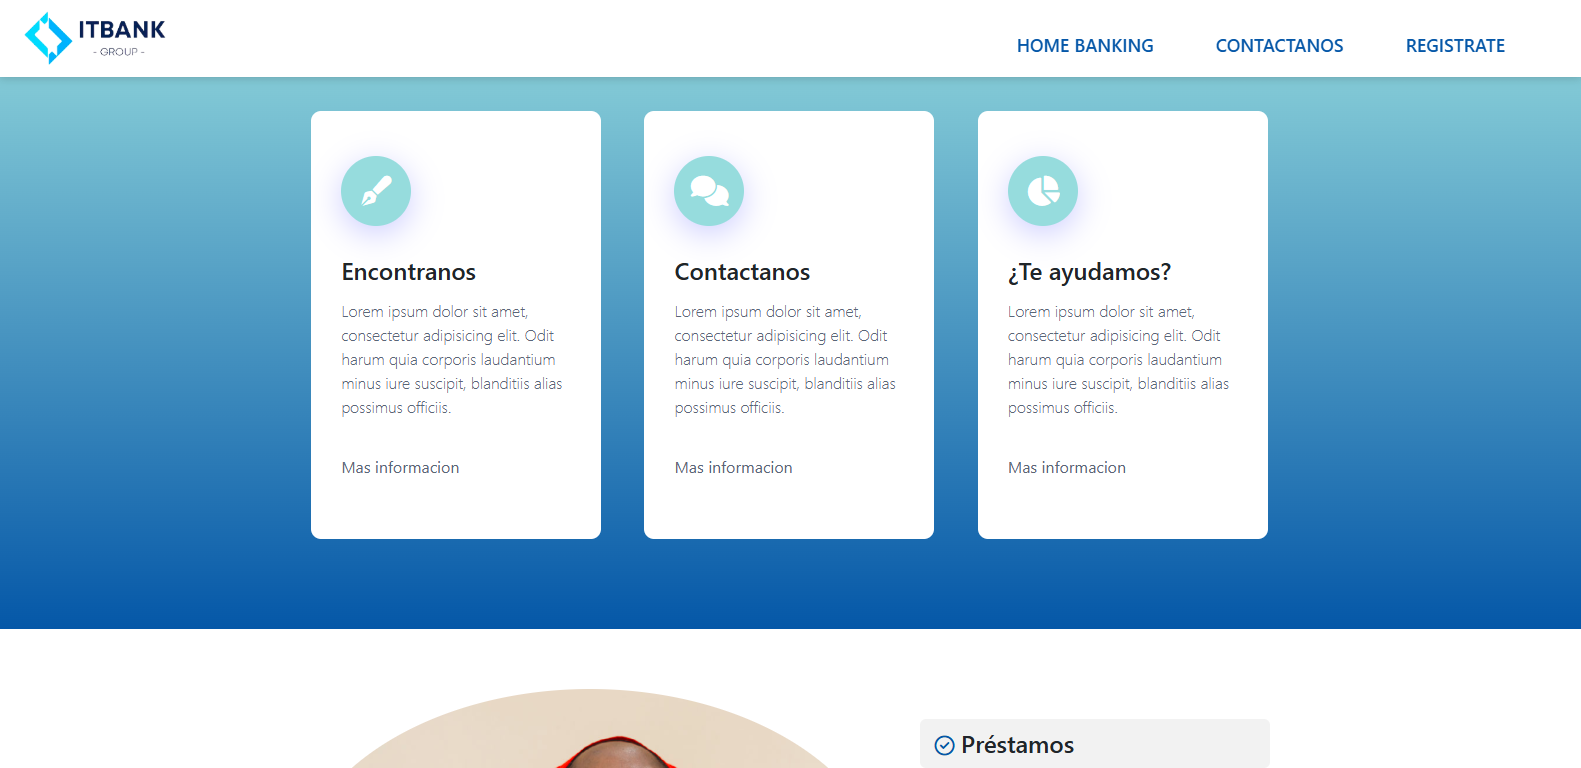 ITBANK
- GROUP -
HOME BANKING
CONTACTANOS
REGISTRATE
Encontranos
Lorem ipsum dolor sit amet,
consectetur adipisicing elit. Odit
harum quia corporis laudantium
minus iure suscipit, blanditiis alias
possimus officiis.
Mas informacion
Contactanos
Lorem ipsum dolor sit amet,
consectetur adipisicing elit. Odit
harum quia corporis laudantium
minus iure suscipit, blanditiis alias
possimus officiis.
Mas informacion
¿Te ayudamos?
Lorem ipsum dolor sit amet,
consectetur adipisicing elit. Odit
harum quia corporis laudantium
minus iure suscipit, blanditiis alias
possimus officiis.
Mas informacion
Préstamos